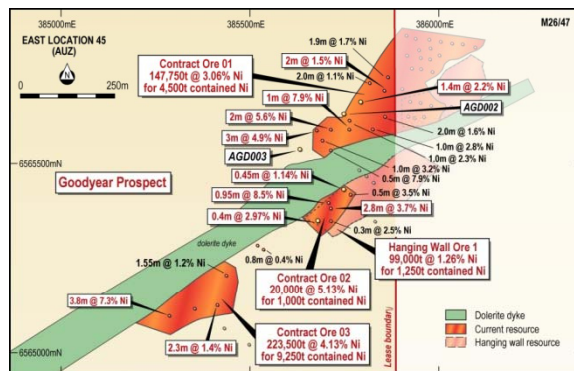 385000mE
385500mE
386000mE
M26/47
EAST LOCATION 45
(AUZ)
N
0
250m
Contract Ore 01
147,750t @ 3.06% Ni
for 4,500t contained Ni
1.9m @ 1.7% Ni
2m @ 1.5% Ni
2.0m @ 1.1% Ni
1.4m @ 2.2% Ni
1m @ 7.9% Ni
AGD002
2m @ 5.6% Ni
3m @ 4.9% Ni
2.0m @ 1.6% Ni
1.0m @ 2.8% Ni
AGD003
1.0m @ 2.3% Ni
6565500mN
1.0m @ 3.2% Ni
0.5m @ 7.9% Ni
Goodyear Prospect
0.45m @ 1.14% Ni
0.95m @ 8.5% Ni
0.5m @ 3.5% Ni
2.8m @ 3.7% Ni
0.4m @ 2.97% Ni
0.3m @ 2.5% Ni
dolerite dyke
0.8m @ 0.4% Ni
Hanging Wall Ore 1
99,000t @ 1.26% Ni
for 1,250t contained Ni
1.55m @ 1.2% Ni
Contract Ore 02
20,000t @ 5.13% Ni
for 1,000t contained Ni
3.8m @ 7.3% Ni
Contract Ore 03
223,500t @ 4.13% Ni
for 9,250t contained Ni
2.3m @ 1.4% Ni
6565000mN
Lease boundary
Dolerite dyke
Current resource
Hanging wall resource